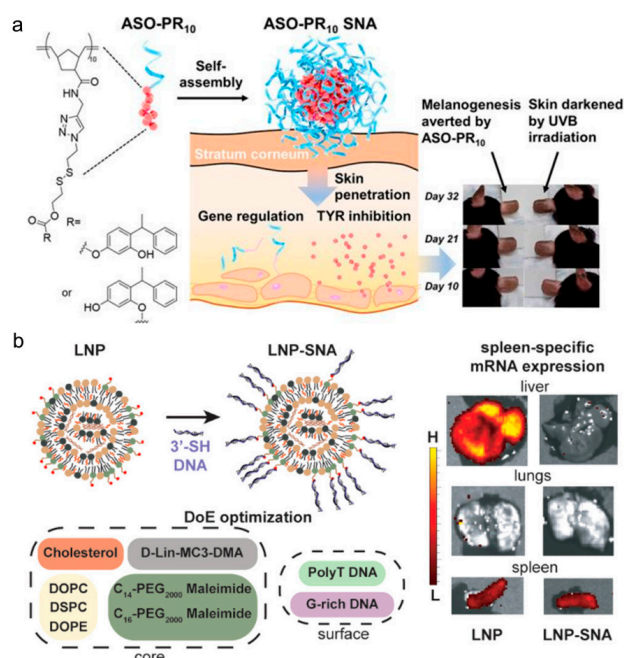 a
ASO-PR10
ASO-PR10 SNA
Self-
assembly
10
O
NH
N
N
N
S
S
O
O
R
R=
O
OH
or
HO
O
Stratum corneum
Skin
penetration
Gene regulation
TYR inhibition
Melanogenesis
averted by
ASO-PR10
Skin darkened
by UVB
irradiation
Day 32
Day 21
Day 10
b
LNP
LNP-SNA
3'-SH
DNA
DoE optimization
Cholesterol
D-Lin-MC3-DMA
DOPC
DSPC
DOPE
C14-PEG2000 Maleimide
C16-PEG2000 Maleimide
core
PolyT DNA
G-rich DNA
surface
spleen-specific
mRNA expression
liver
H
lungs
spleen
L
LNP
LNP-SNA